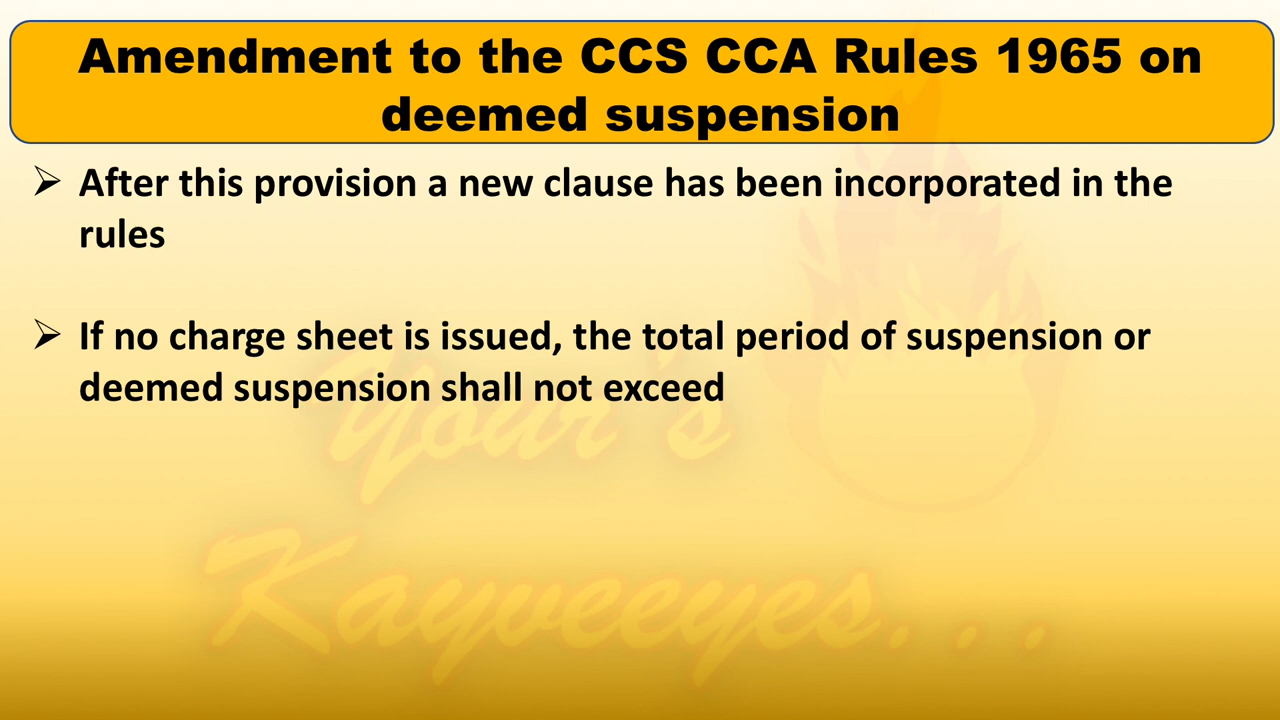 Amendment to the CCS CCA Rules 1965 on
deemed suspension
After this provision a new clause has been incorporated in the
rules
If no charge sheet is issued, the total period of suspension or
deemed suspension shall not exceed
Your's
Kayveeyes...